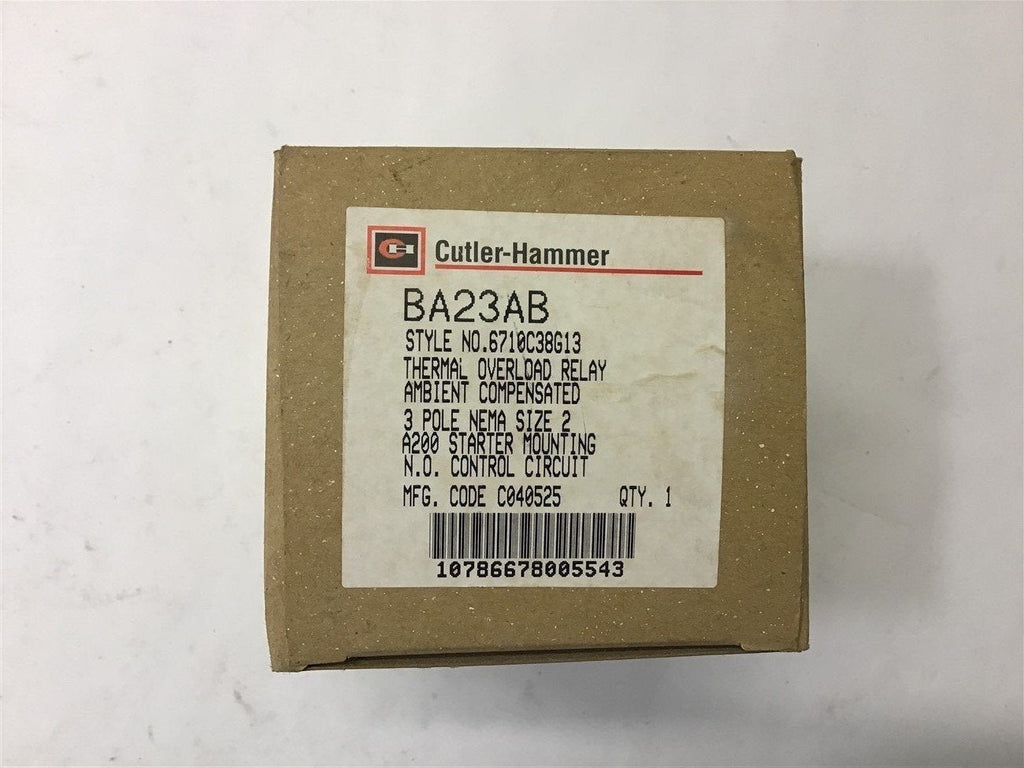 CH Cutler-Hammer
BA23AB
STYLE NO.6710C38G13
THERMAL OVERLOAD RELAY
AMBIENT COMPENSATED
3 POLE NEMA SIZE 2
A200 STARTER MOUNTING
N.O. CONTROL CIRCUIT
MFG. CODE C040525 QTY. 1
10786678005543